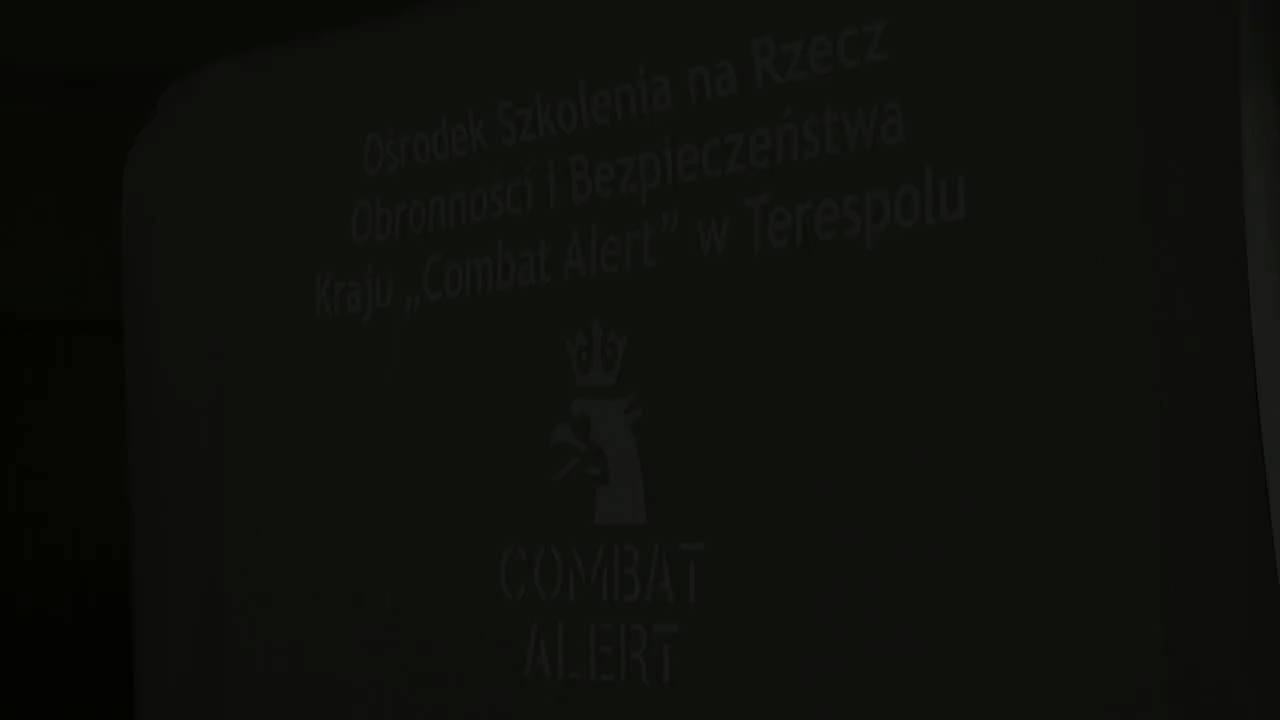 Ośrodek Szkolenia na Rzecz
Obronności i Bezpieczeństwa
Kraju „Combat Alert” w Terespolu
COMBAT
ALERT